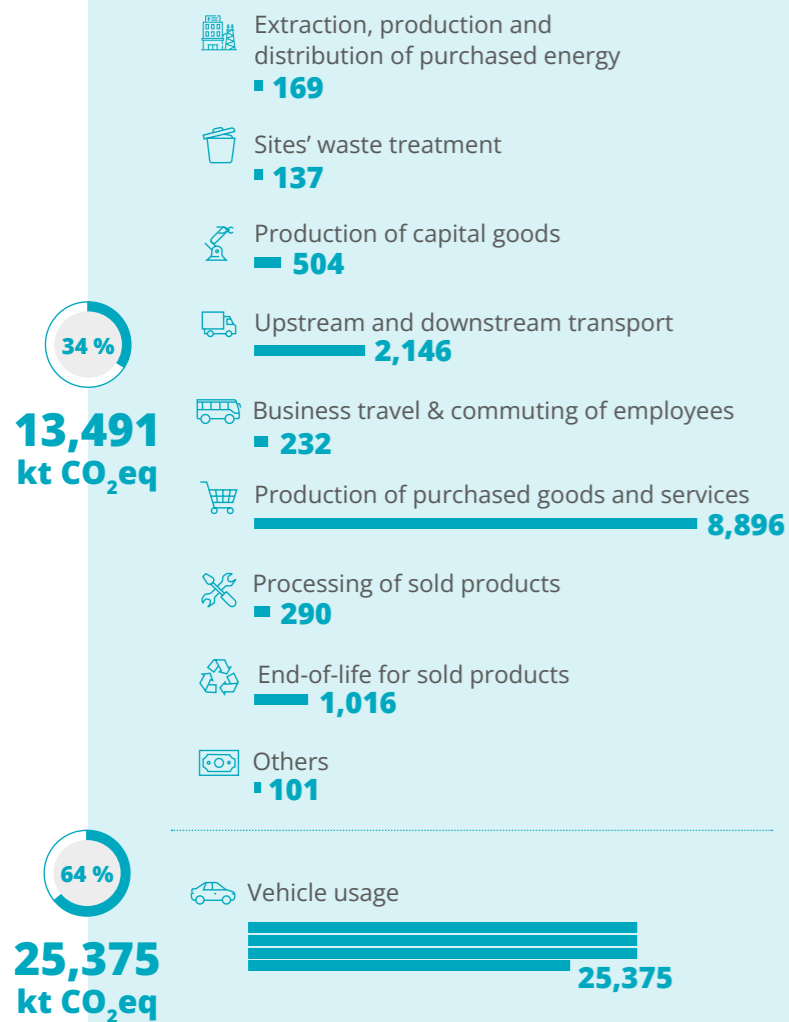 Extraction, production and
distribution of purchased energy
169
Sites’ waste treatment
137
Production of capital goods
504
34 %
13,491
kt CO₂eq
Upstream and downstream transport
2,146
Business travel & commuting of employees
232
Production of purchased goods and services
8,896
Processing of sold products
290
End-of-life for sold products
1,016
Others
101
64 %
25,375
kt CO₂eq
Vehicle usage
25,375